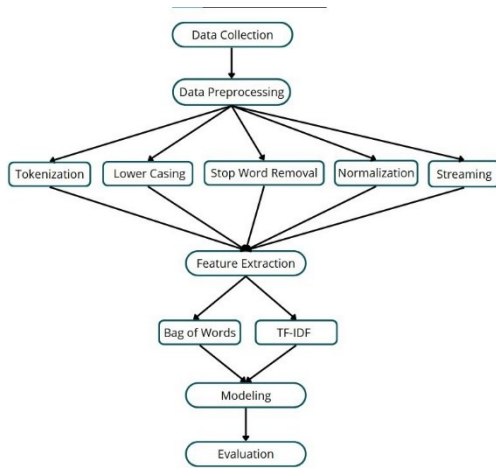 Data Collection
Data Preprocessing
Tokenization
Lower Casing
Stop Word Removal
Normalization
Streaming
Feature Extraction
Bag of Words
TF-IDF
Modeling
Evaluation